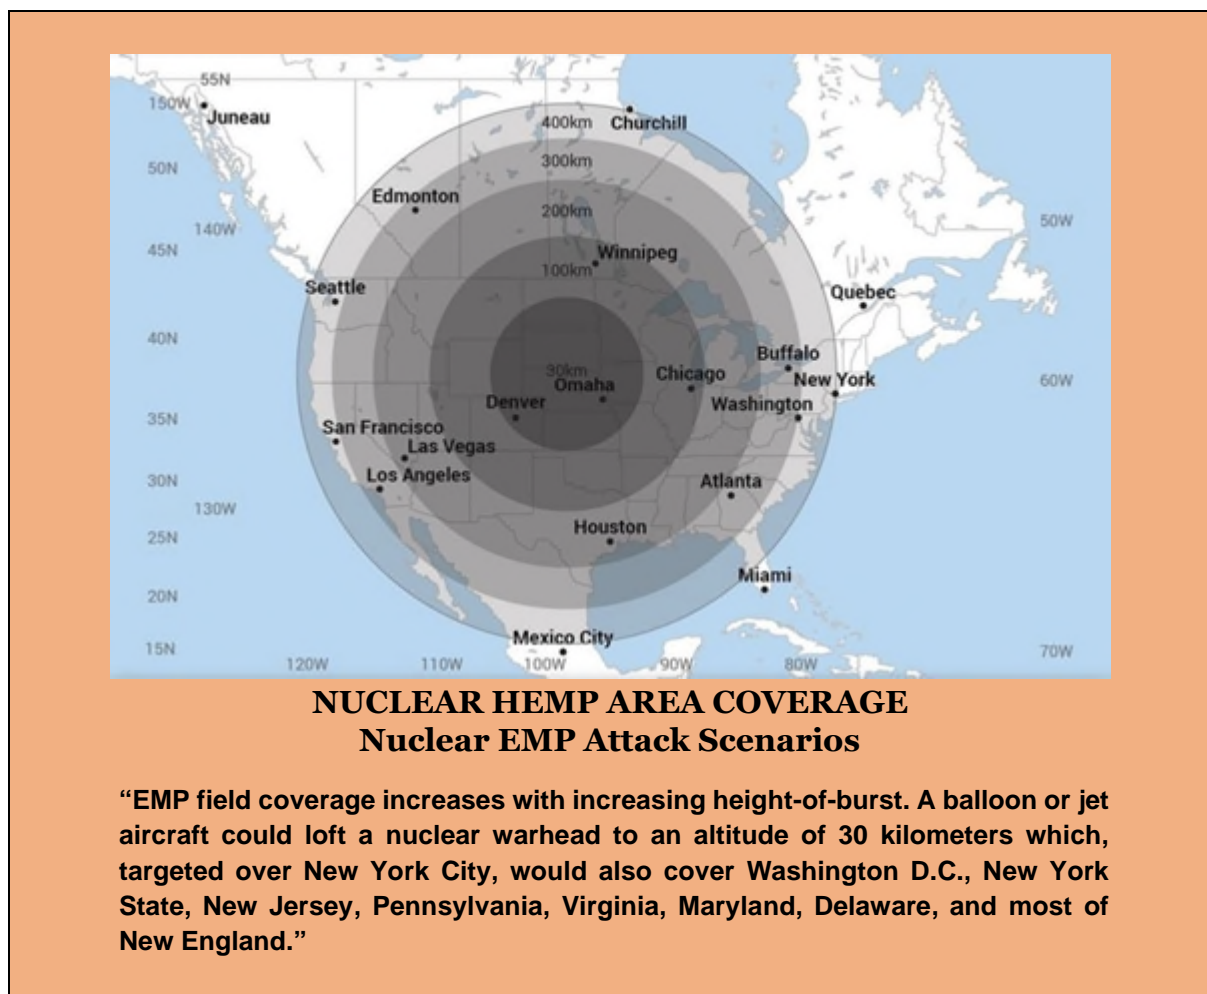 55N
150W
Juneau
400km
Churchill
300km
50N
Edmonton
200km
50W
140W
45N
Winnipeg
100km
Seattle
Quebec
40N
Buffalo
30km
Chicago
New York
60W
Omaha
Denver
Washington
35N
San Francisco
Las Vegas
Los Angeles
30N
Atlanta
130W
Houston
25N
Miami
20N
Mexico City
15N
120W
110W
100W
90W
80W
70W
NUCLEAR HEMP AREA COVERAGE
Nuclear EMP Attack Scenarios
“EMP field coverage increases with increasing height-of-burst. A balloon or jet
aircraft could loft a nuclear warhead to an altitude of 30 kilometers which,
targeted over New York City, would also cover Washington D.C., New York
State, New Jersey, Pennsylvania, Virginia, Maryland, Delaware, and most of
New England.”